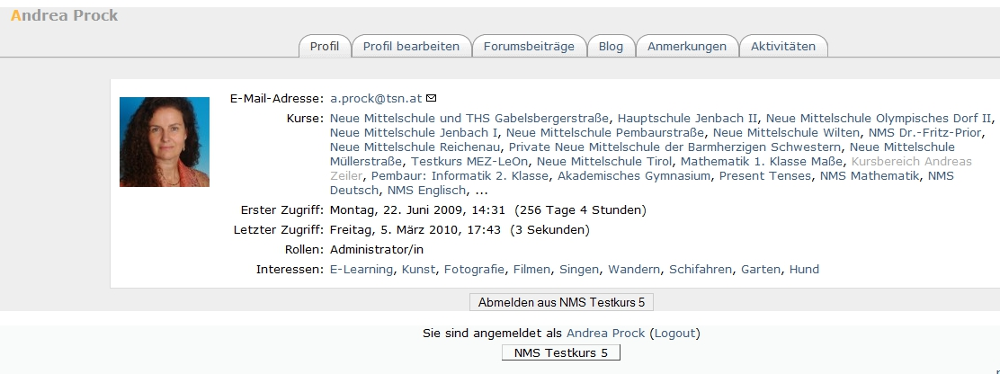 Andrea Prock
Profil Profil bearbeiten Forumsbeiträge Blog Anmerkungen Aktivitäten
E-Mail-Adresse: a.prock@tsn.at
Kurse: Neue Mittelschule und THS Gabelsbergerstraße, Hauptschule Jenbach II, Neue Mittelschule Olympisches Dorf II,
Neue Mittelschule Jenbach I, Neue Mittelschule Pembaurstraße, Neue Mittelschule Wilten, NMS Dr.-Fritz-Prior,
Neue Mittelschule Reichenau, Private Neue Mittelschule der Barmherzigen Schwestern, Neue Mittelschule
Müllerstraße, Testkurs MEZ-LeOn, Neue Mittelschule Tirol, Mathematik 1. Klasse Maße, Kursbereich Andreas
Zeiler, Pembaur: Informatik 2. Klasse, Akademisches Gymnasium, Present Tenses, NMS Mathematik, NMS
Deutsch, NMS Englisch, ...
Erster Zugriff: Montag, 22. Juni 2009, 14:31 (256 Tage 4 Stunden)
Letzter Zugriff: Freitag, 5. März 2010, 17:43 (3 Sekunden)
Rollen: Administrator/in
Interessen: E-Learning, Kunst, Fotografie, Filmen, Singen, Wandern, Schifahren, Garten, Hund
Abmelden aus NMS Testkurs 5
Sie sind angemeldet als Andrea Prock (Logout)
NMS Testkurs 5